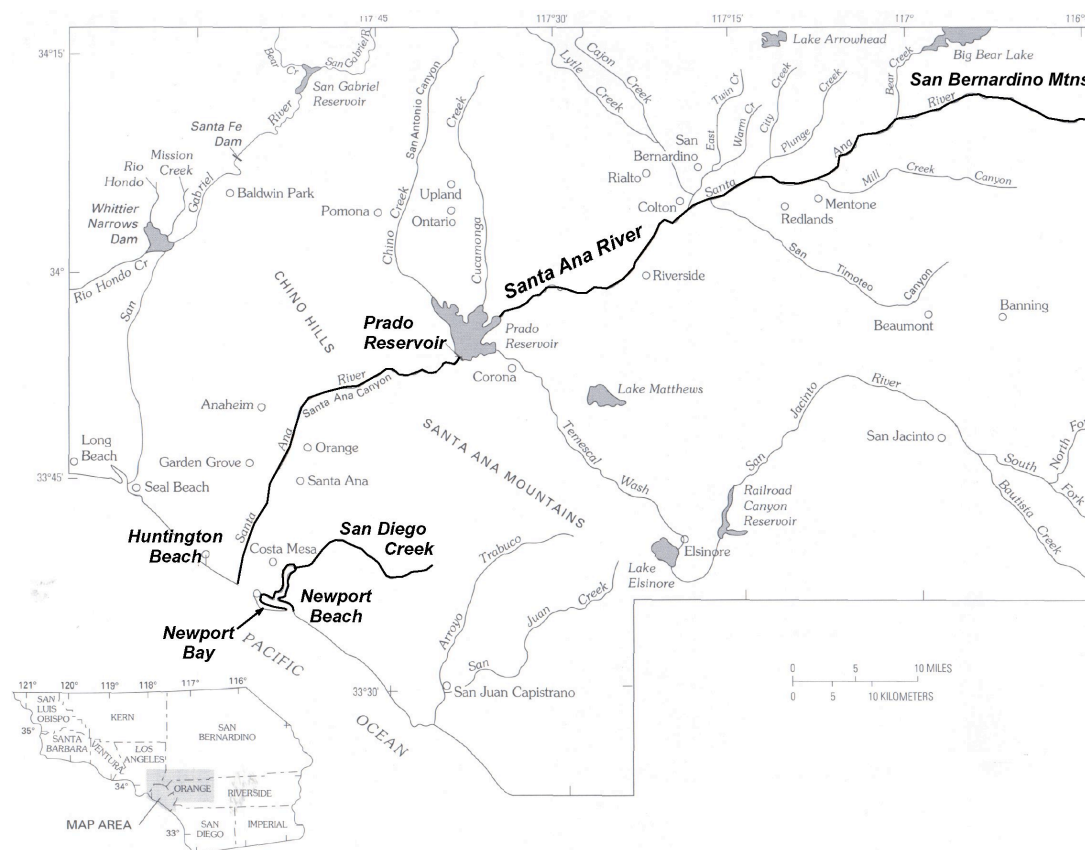 117 45
117°30
117°15
117°
116°
34°15'
Bear Cr
San Gabriel R
San Gabriel
Reservoir
River
Gabriel
San
Santa Fe
Dam
Mission
Creek
Rio
Hondo
Whittier
Narrows
Dam
Rio Hondo Cr
Baldwin Park
San Antonio Canyon
Creek
Chino
Creek
Cucamonga
Pomona
Upland
Ontario
Lytle
Creek
Cajon
Creek
Lake Arrowhead
Big Bear Lake
Bear Creek
San Bernardino Mtns
River
Ana
Santa
East
Twin Cr
Warm Cr
City
Creek
Plunge
Creek
San
Bernardino
Rialto
Colton
Mill
Creek
Canyon
Mentone
Redlands
San
Timoteo
Canyon
Santa Ana River
Riverside
34°
Beaumont
Banning
CHINO HILLS
Prado
Reservoir
Prado
Reservoir
Corona
River
Santa Ana Canyon
Ana
Santa
Anaheim
Lake Matthews
SANTA ANA MOUNTAINS
Temescal
Wash
San
Jacinto
River
San Jacinto
South
Fork
North
For
Bautista
Creek
Long
Beach
33°45'
Seal Beach
Garden Grove
Orange
Santa Ana
Railroad
Canyon
Reservoir
Huntington
Beach
Costa Mesa
San Diego
Creek
Trabuco
Arroyo
Elsinore
Lake
Elsinore
Newport
Beach
Newport
Bay
San
Juan
Creek
PACIFIC
OCEAN
33°30
San Juan Capistrano
0 5 10 MILES
0 5 10 KILOMETERS
121° 120° 119° 118° 117° 116°
35°
34°
33°
SAN
LUIS
OBISPO
KERN
SANTA
BARBARA
VENTURA
LOS
ANGELES
SAN
BERNARDINO
ORANGE
RIVERSIDE
MAP AREA
SAN
DIEGO
IMPERIAL